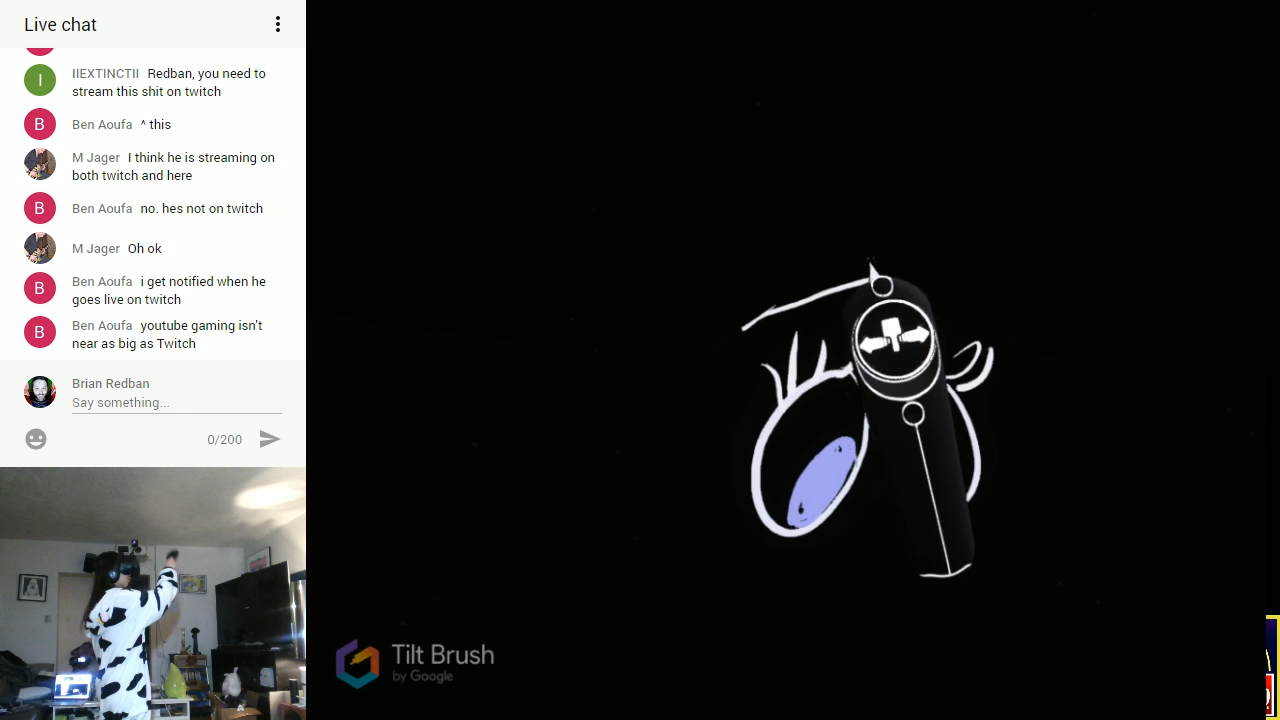 Live chat
I
IIEXTINCTII Redban, you need to
stream this shit on twitch
B
Ben Aoufa ^ this
M Jager I think he is streaming on
both twitch and here
B
Ben Aoufa no. hes not on twitch
M Jager Oh ok
B
Ben Aoufa i get notified when he
goes live on twitch
B
Ben Aoufa youtube gaming isn't
near as big as Twitch
Brian Redban
Say something...
0/200
Tilt Brush
by Google